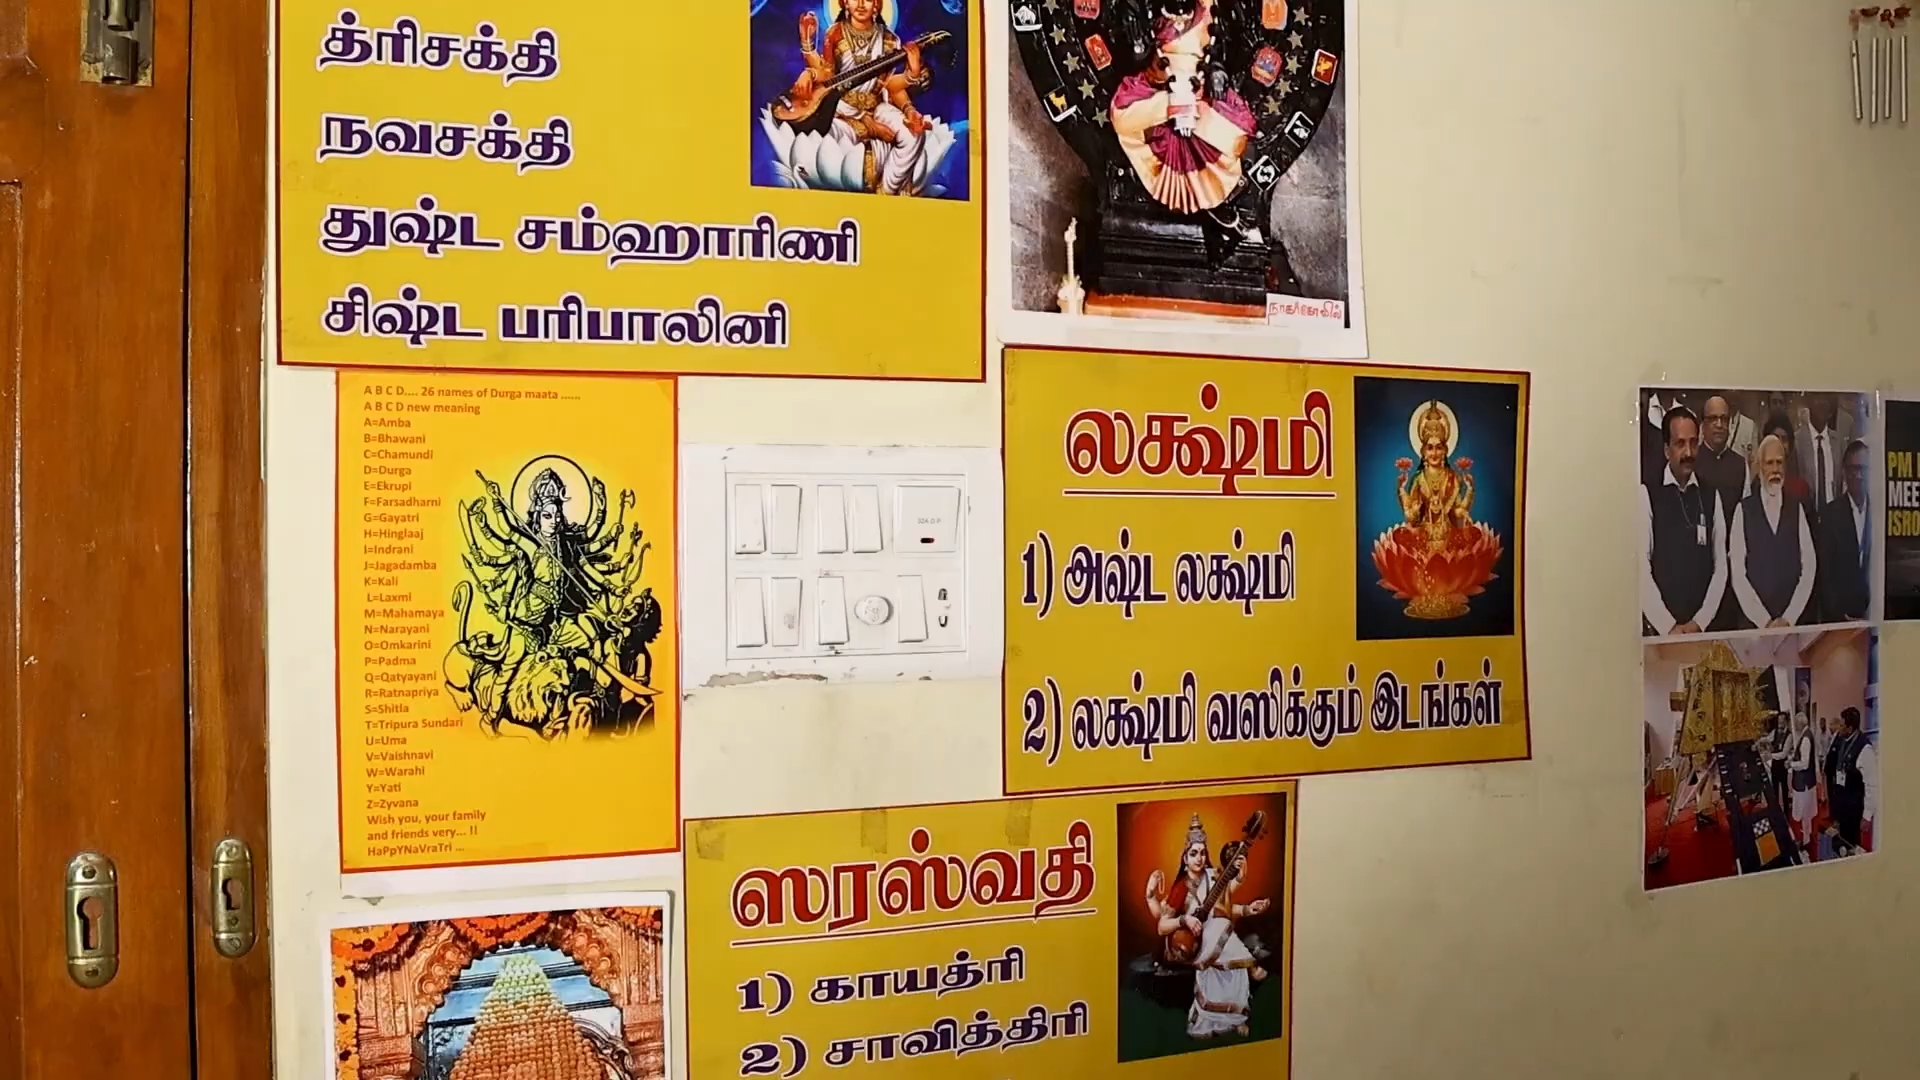 த்ரிசக்தி
நவசக்தி
துஷ்ட சம்ஹாரிணி
சிஷ்ட பரிபாலினி
நாகர்கோவில்
A B C D.... 26 names of Durga maata ......
A B C D new meaning
A=Amba
B=Bhawani
C=Chamundi
D=Durga
E=Ekrupi
F=Farsadharni
G=Gayatri
H=Hinglaaj
I=Indrani
J=Jagadamba
K=Kali
L=Laxmi
M=Mahamaya
N=Narayani
O=Omkarini
P=Padma
Q=Qatyayani
R=Ratnapriya
S=Shitla
T=Tripura Sundari
U=Uma
V=Vaishnavi
W=Warahi
Y=Yati
Z=Zyvana
Wish you, your family
and friends very... !!
HaPpYNaVraTri ...
லக்ஷ்மி
1) அஷ்ட லக்ஷ்மி
2) லக்ஷ்மி வஸிக்கும் இடங்கள்
ஸரஸ்வதி
1) காயத்ரி
2) சாவித்திரி
PM
MEE
ISRO